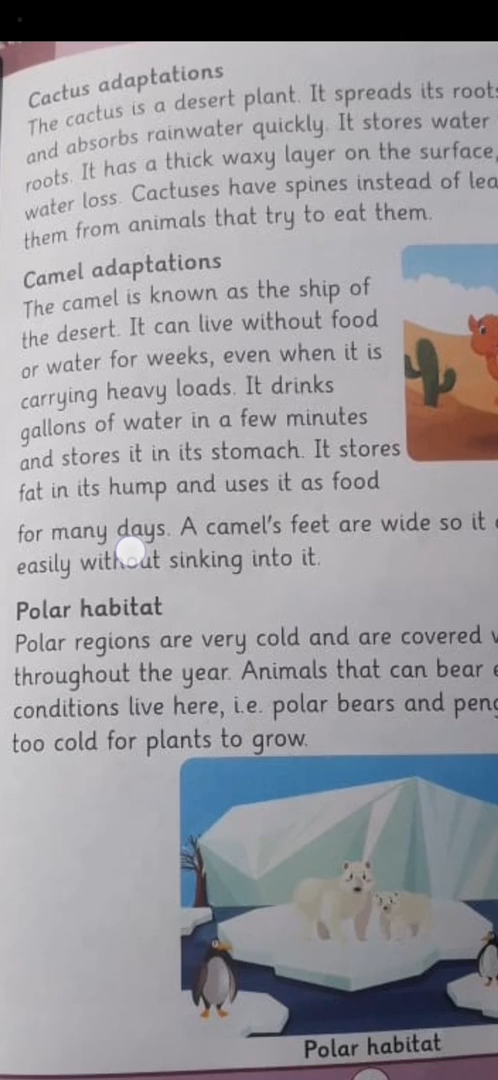 Cactus adaptations
The cactus is a desert plant. It spreads its roots
and absorbs rainwater quickly. It stores water
roots. It has a thick waxy layer on the surface,
water loss. Cactuses have spines instead of lea
them from animals that try to eat them.
Camel adaptations
The camel is known as the ship of
the desert. It can live without food
or water for weeks, even when it is
carrying heavy loads. It drinks
gallons of water in a few minutes
and stores it in its stomach. It stores
fat in its hump and uses it as food
for many days. A camel's feet are wide so it
easily without sinking into it.
Polar habitat
Polar regions are very cold and are covered
throughout the year. Animals that can bear
conditions live here, i.e. polar bears and peng
too cold for plants to grow.
Polar habitat